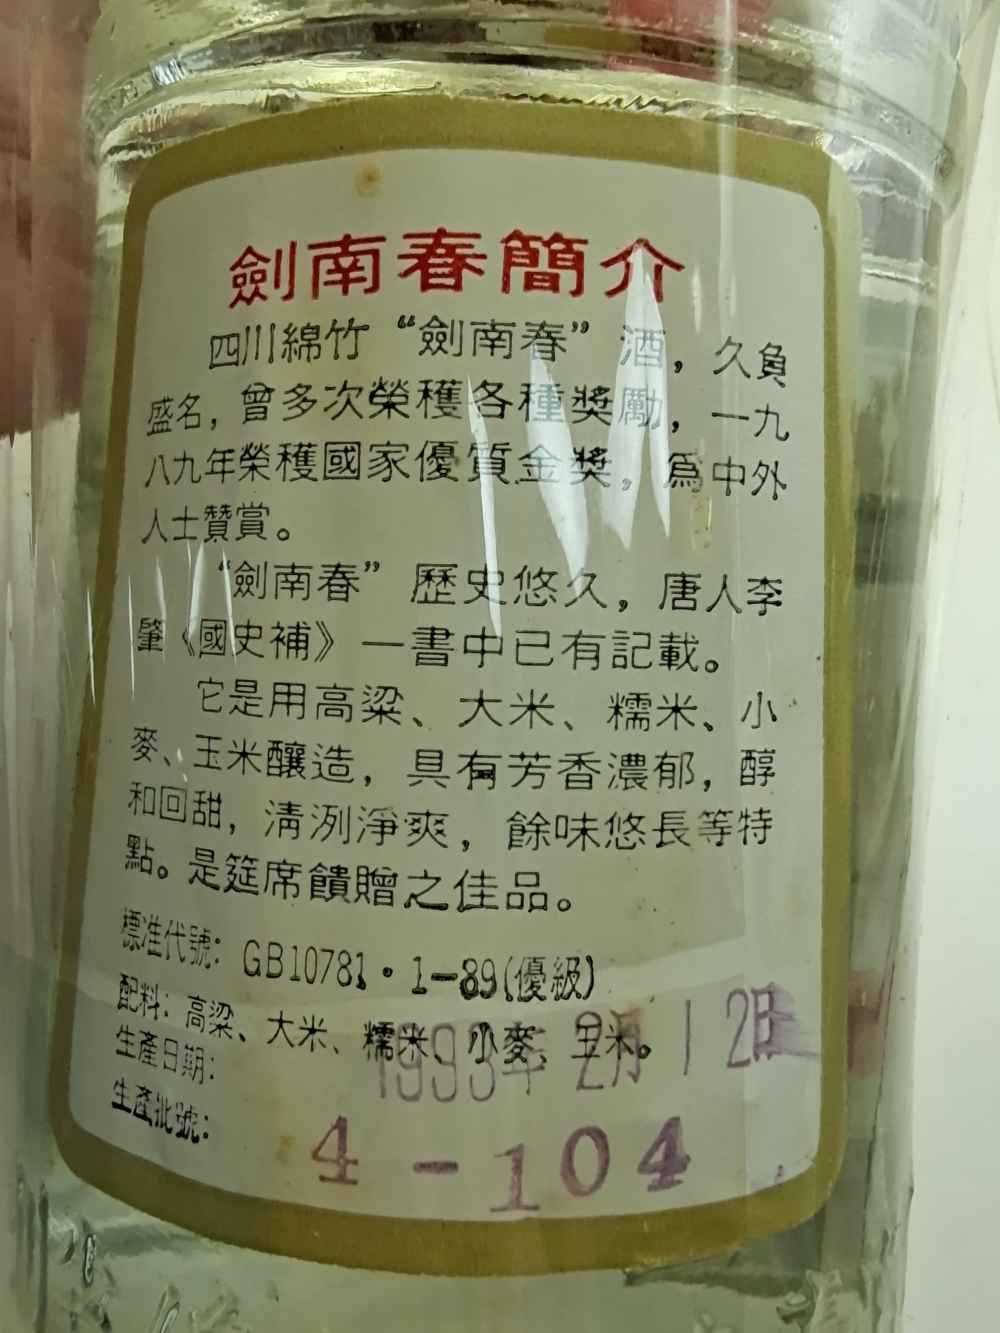 劍南春簡介
四川綿竹“劍南春”酒，久負
盛名，曾多次榮獲各種獎勵，一九
八九年榮獲國家優質金獎，爲中外
人士贊賞。
“劍南春”歷史悠久，唐人李
肇《國史補》一書中已有記載。
它是用高粱、大米、糯米、小
麥、玉米釀造，具有芳香濃郁，醇
和回甜，清洌淨爽，餘味悠長等特
點。是筵席饋贈之佳品。
標准代號：GB10781·1-89(優級)
配料：高粱、大米、糯米、小麥、玉米。
生產日期：1993年2月12日
生產批號：4-104